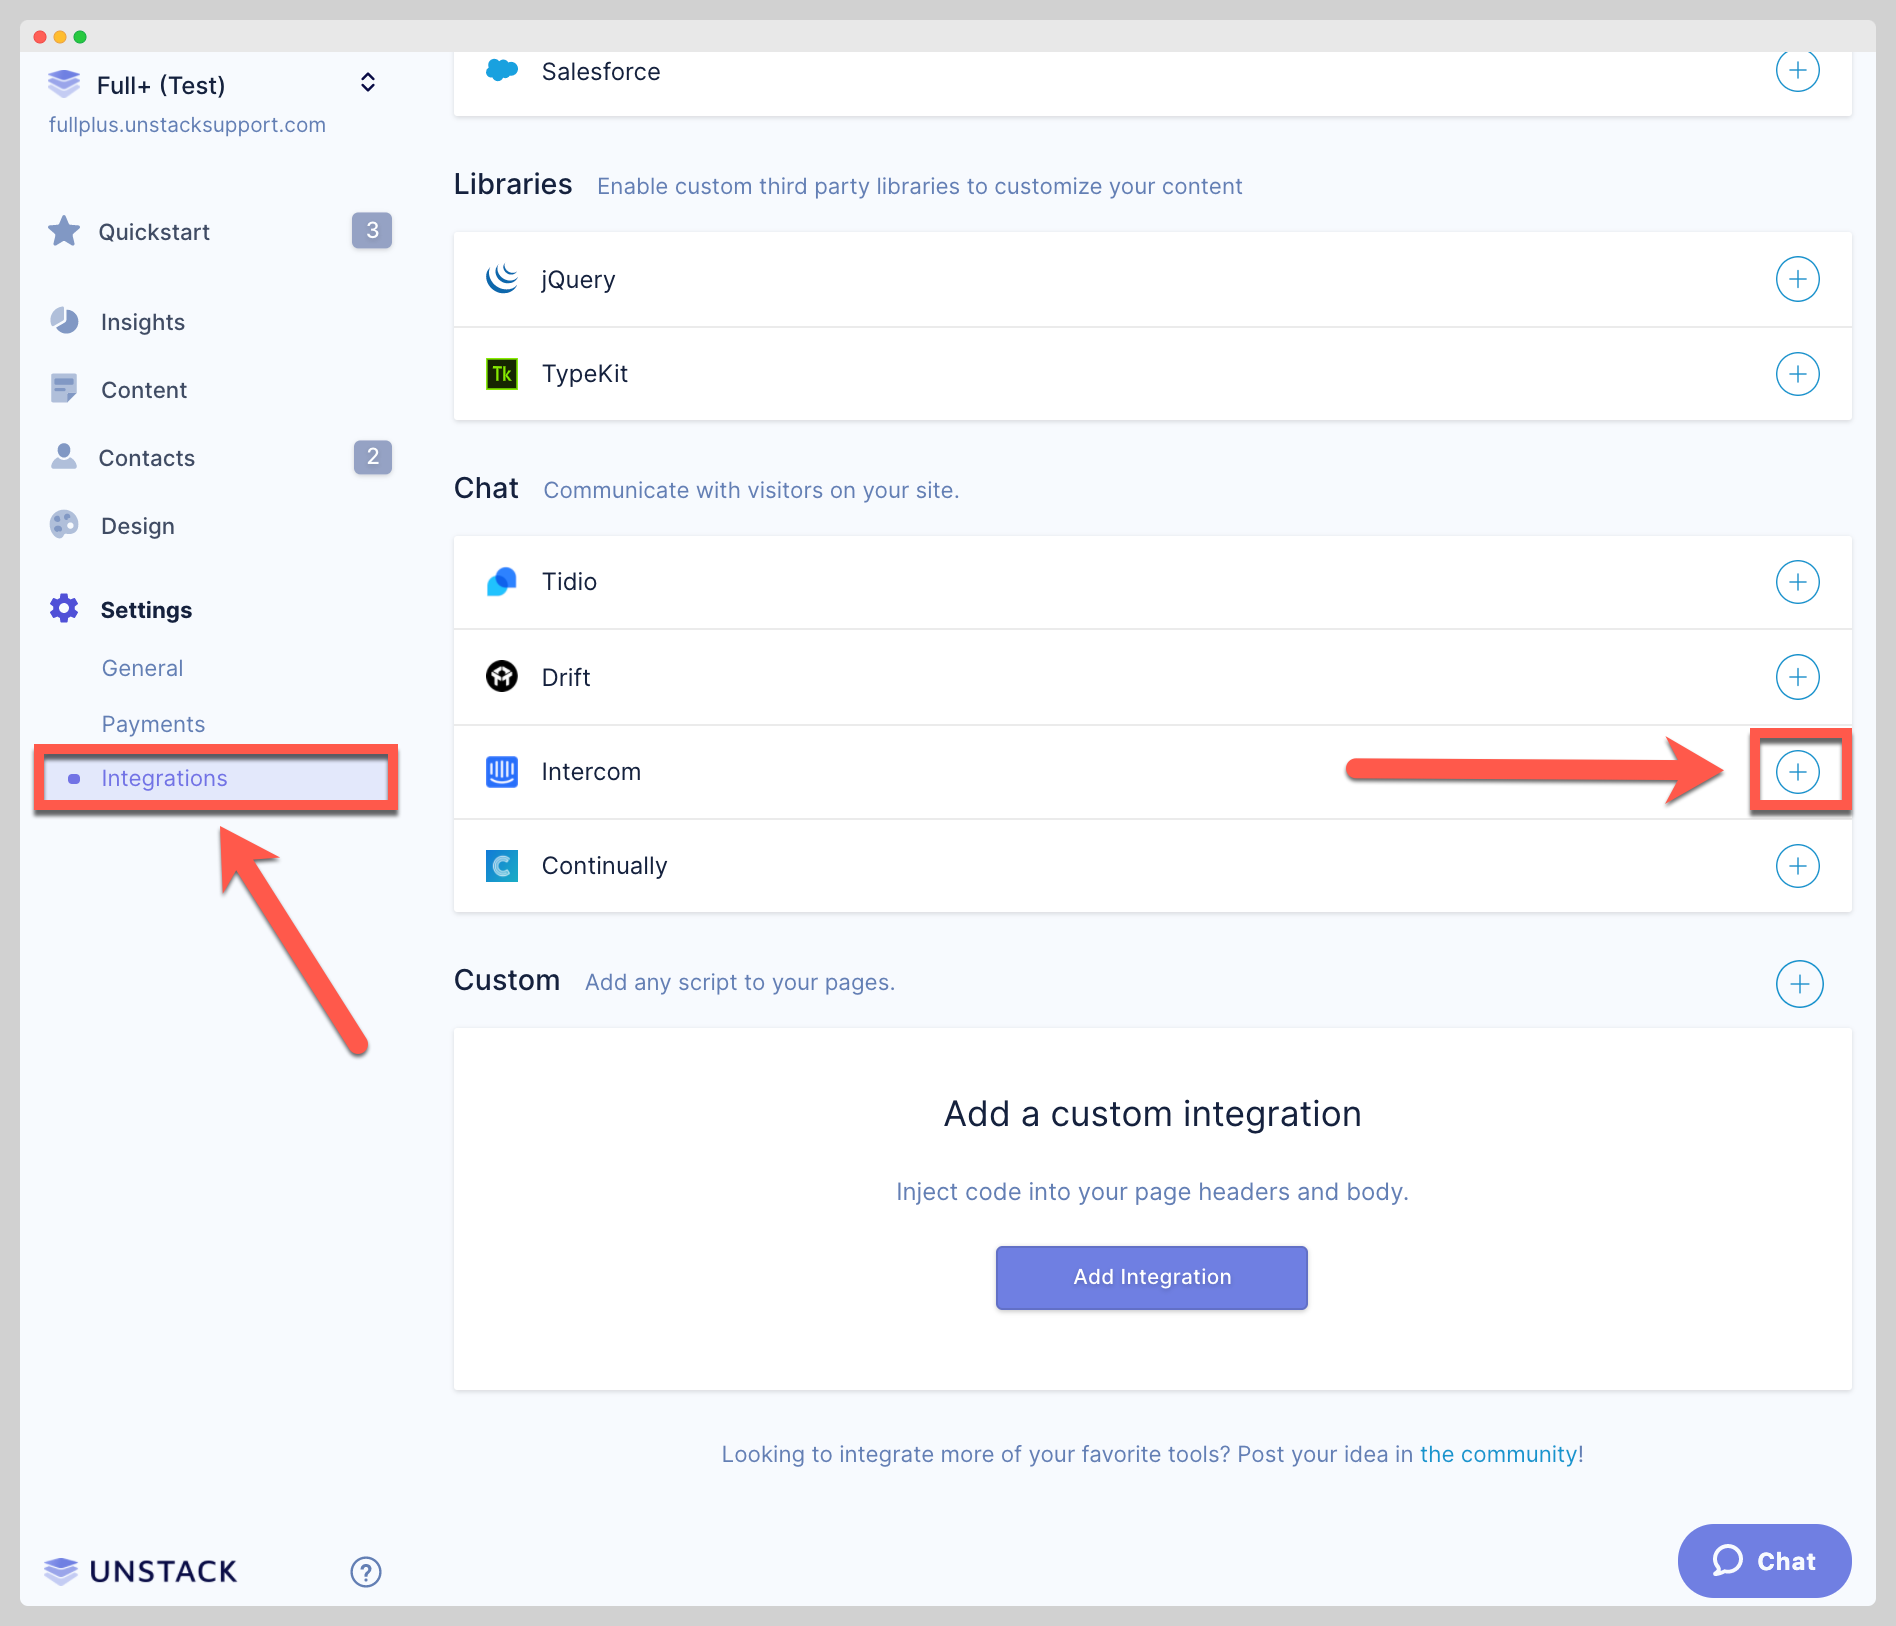 Full+ (Test)
fullplus.unstacksupport.com
Quickstart 3
Insights
Content
Contacts 2
Design
Settings
General
Payments
Integrations
UNSTACK ?
Salesforce
Libraries Enable custom third party libraries to customize your content
jQuery
Tk TypeKit
Chat Communicate with visitors on your site.
Tidio
Drift
Intercom
C Continually
Custom Add any script to your pages.
Add a custom integration
Inject code into your page headers and body.
Add Integration
Looking to integrate more of your favorite tools? Post your idea in the community!
Chat